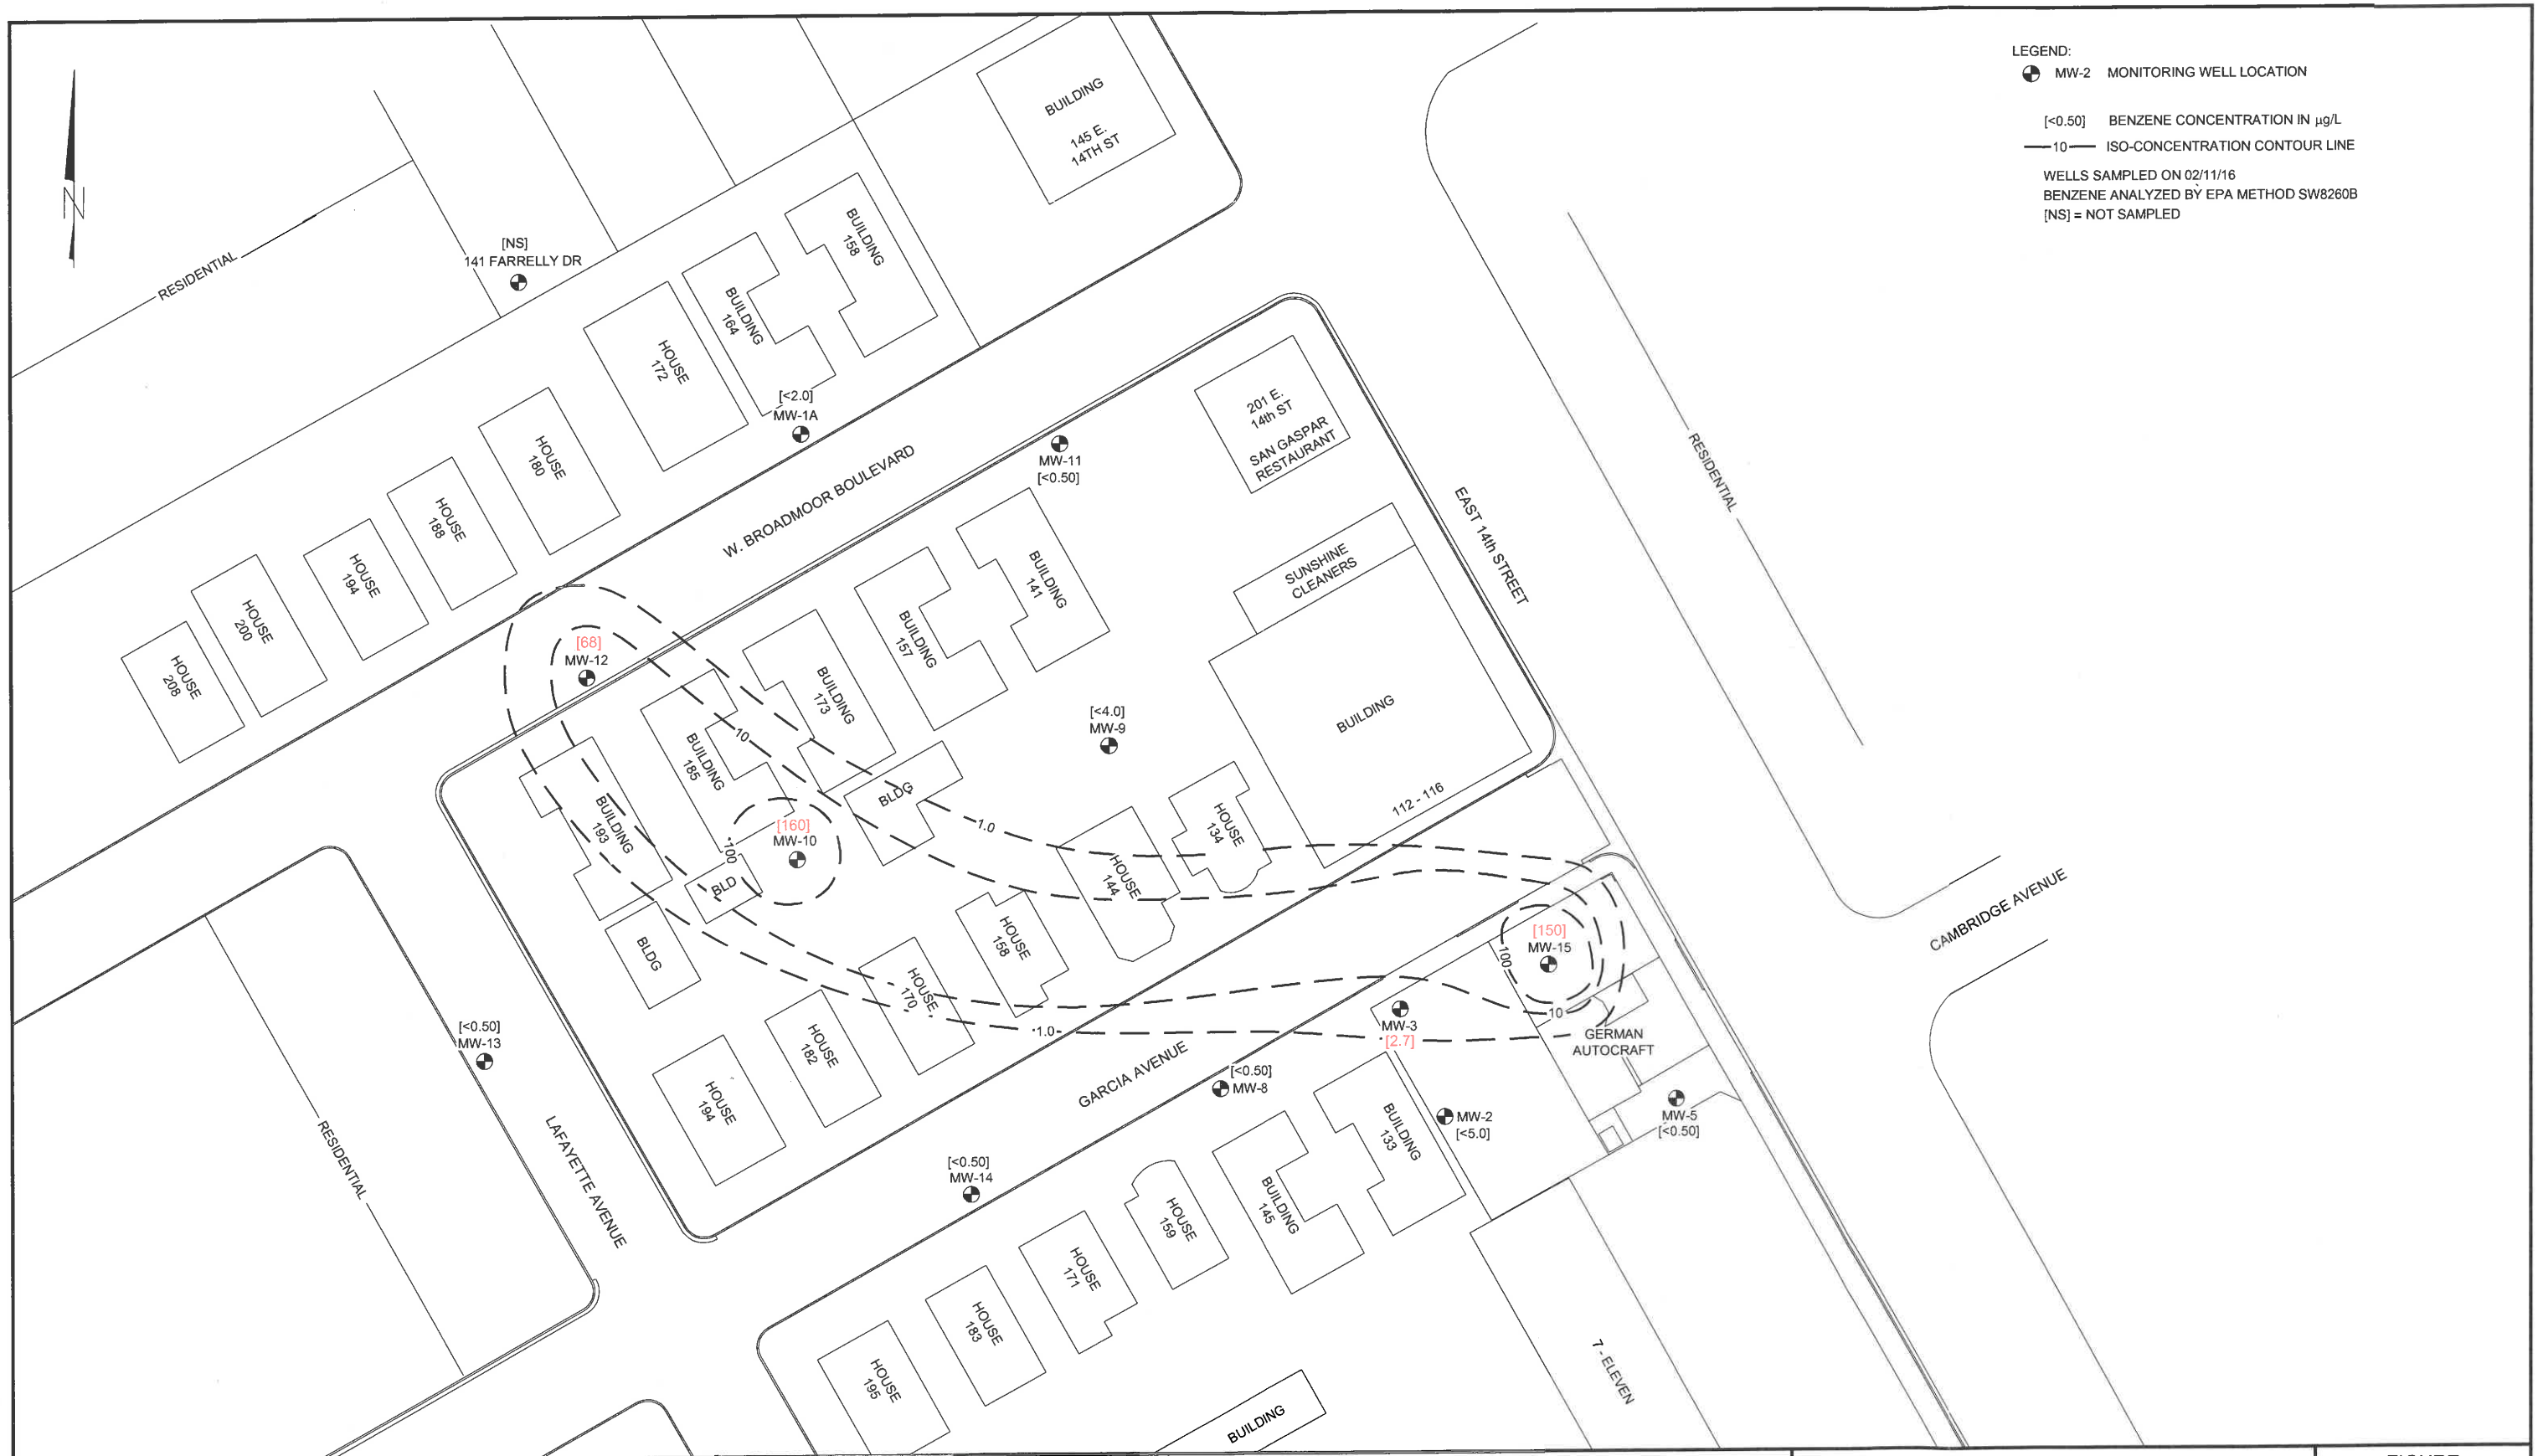 LEGEND:
MW-2 MONITORING WELL LOCATION
[<0.50] BENZENE CONCENTRATION IN µg/L
10 ISO-CONCENTRATION CONTOUR LINE
WELLS SAMPLED ON 02/11/16
BENZENE ANALYZED BY EPA METHOD SW8260B
[NS] = NOT SAMPLED
N
BUILDING
145 E.
14TH ST
RESIDENTIAL
[NS]
141 FARRELLY DR
BUILDING
158
BUILDING
164
HOUSE
172
HOUSE
180
HOUSE
188
HOUSE
194
HOUSE
200
HOUSE
208
[<2.0]
MW-1A
W. BROADMOOR BOULEVARD
MW-11
[<0.50]
201 E.
14th ST
SAN GASPAR
RESTAURANT
EAST 14th STREET
RESIDENTIAL
SUNSHINE
CLEANERS
BUILDING
112 - 116
BUILDING
141
BUILDING
157
BUILDING
173
BUILDING
185
BUILDING
193
[68]
MW-12
10
[<4.0]
MW-9
BLDG
1.0
[160]
MW-10
100
BLD
BLDG
HOUSE
134
HOUSE
144
HOUSE
158
HOUSE
170
HOUSE
182
HOUSE
194
1.0
[150]
MW-15
100
10
MW-3
[2.7]
GERMAN
AUTOCRAFT
CAMBRIDGE AVENUE
[<0.50]
MW-13
RESIDENTIAL
LAFAYETTE AVENUE
GARCIA AVENUE
[<0.50]
MW-8
MW-2
[<5.0]
MW-5
[<0.50]
[<0.50]
MW-14
BUILDING
133
BUILDING
145
HOUSE
159
HOUSE
171
HOUSE
183
HOUSE
195
BUILDING
7 - ELEVEN